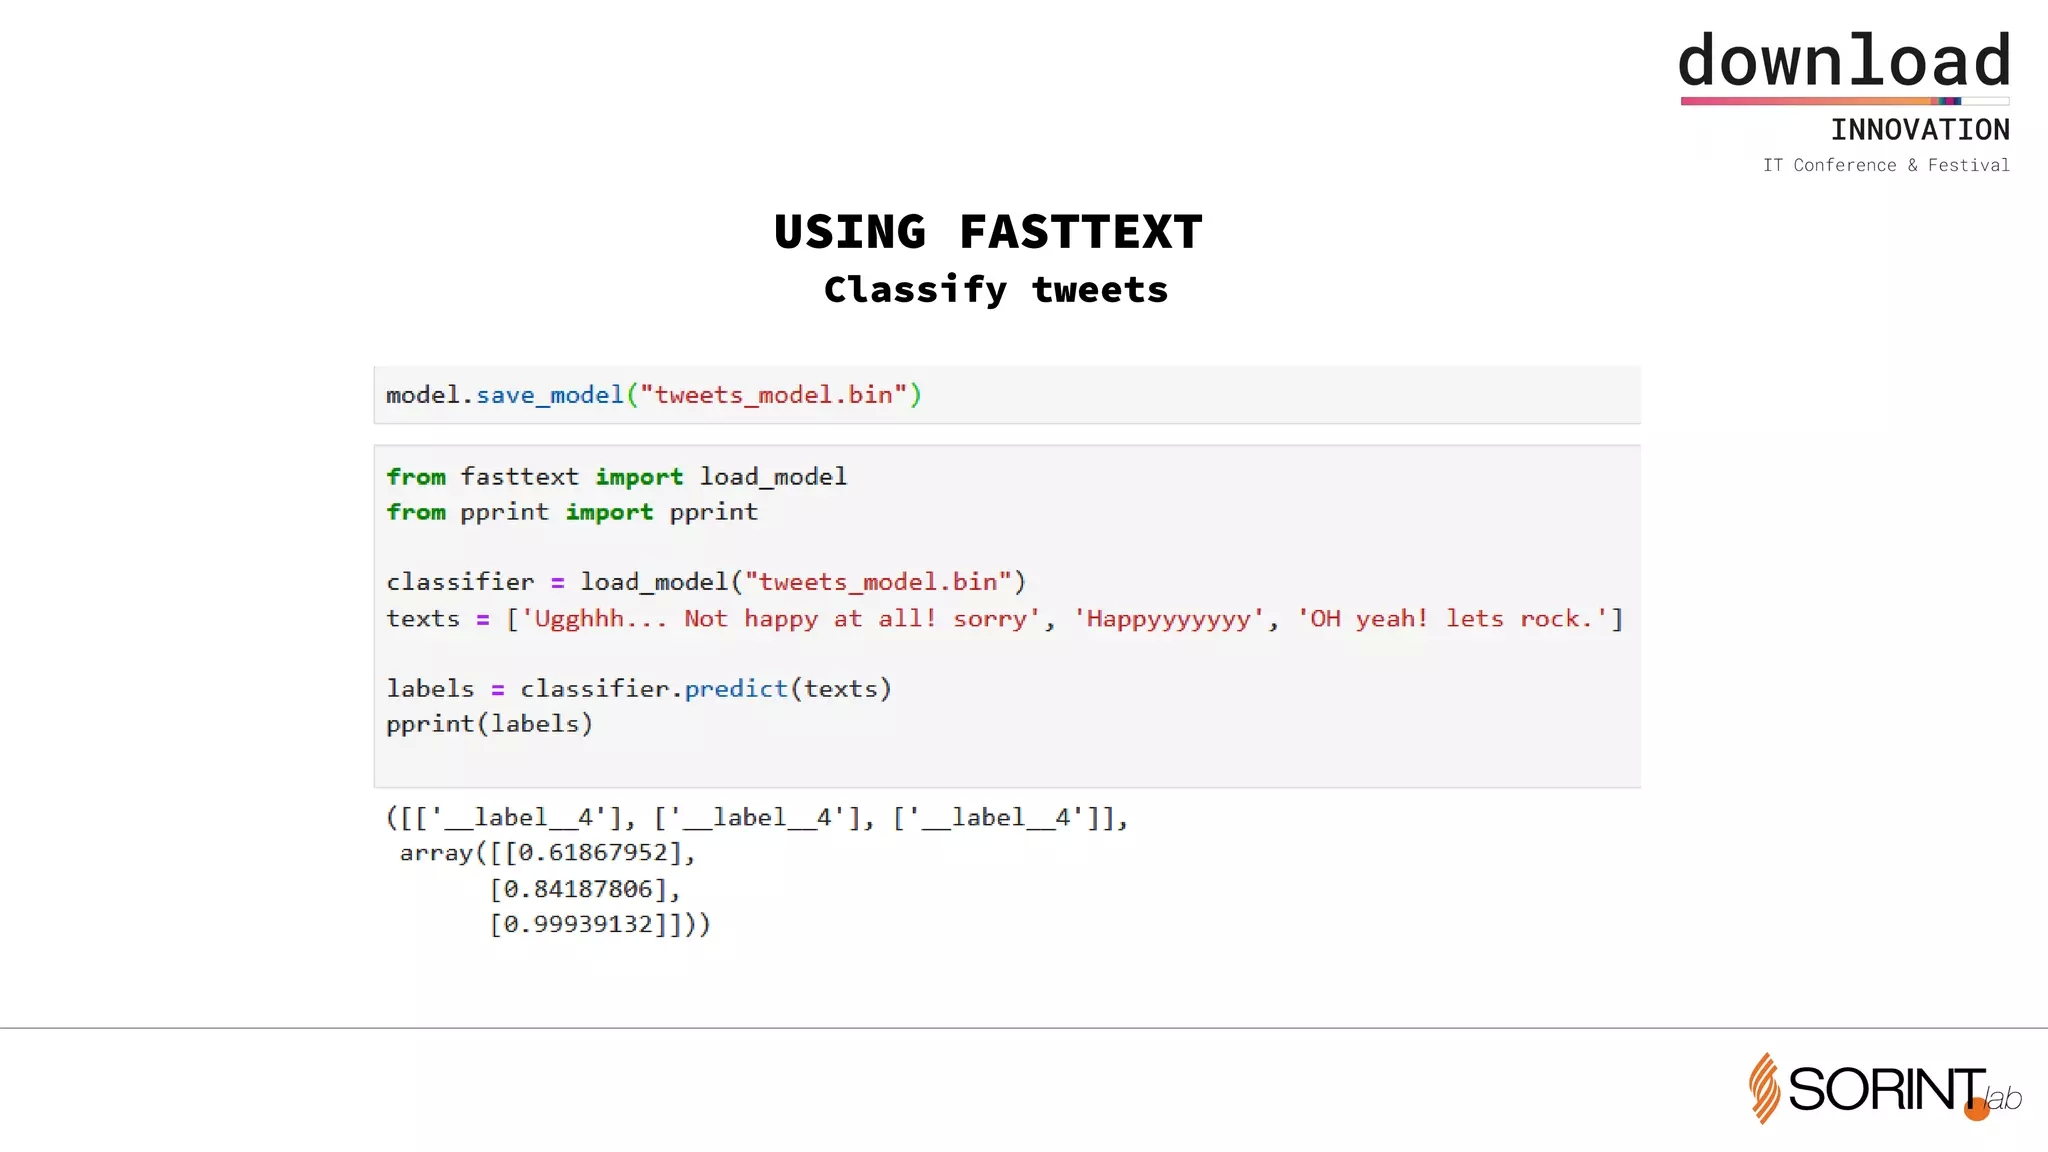 download
INNOVATION
IT Conference & Festival
USING FASTTEXT
Classify tweets
model.save_model("tweets_model.bin")
from fasttext import load_model
from pprint import pprint
classifier = load_model("tweets_model.bin")
texts = ['Ugghhh... Not happy at all! sorry', 'Happyyyyyyy', 'OH yeah! lets rock.']
labels = classifier.predict(texts)
pprint(labels)
([['__label__4'], ['__label__4'], ['__label__4']],
array([[0.61867952],
[0.84187806],
[0.99939132]]))
SORINT.lab